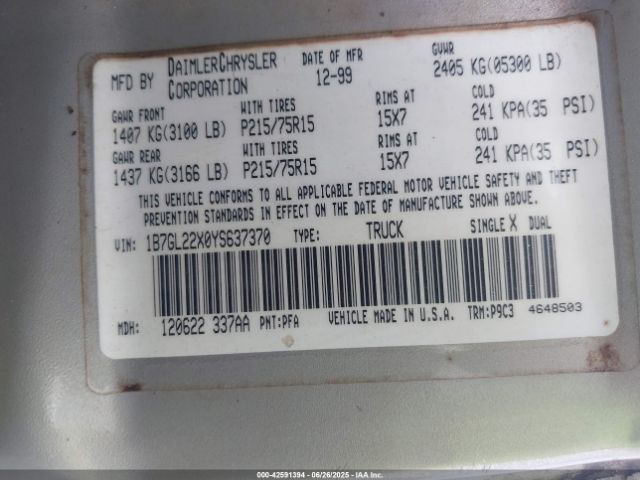 MFD BY DAIMLERCHRYSLER CORPORATION DATE OF MFR 12-99 GVWR 2405 KG(05300 LB)
GAWR FRONT WITH TIRES RIMS AT COLD
1407 KG(3100 LB) P215/75R15 15X7 241 KPA(35 PSI)
GAWR REAR WITH TIRES RIMS AT COLD
1437 KG(3166 LB) P215/75R15 15X7 241 KPA(35 PSI)
THIS VEHICLE CONFORMS TO ALL APPLICABLE FEDERAL MOTOR VEHICLE SAFETY AND THEFT
PREVENTION STANDARDS IN EFFECT ON THE DATE OF MANUFACTURE SHOWN ABOVE.
VIN: 1B7GL22X0YS637370 TYPE: TRUCK SINGLE X DUAL
MDH: 120622 337AA PNT:PFA VEHICLE MADE IN U.S.A. TRM:P9C3 4648503
000-42591394 06/26/2025 IAAI.com